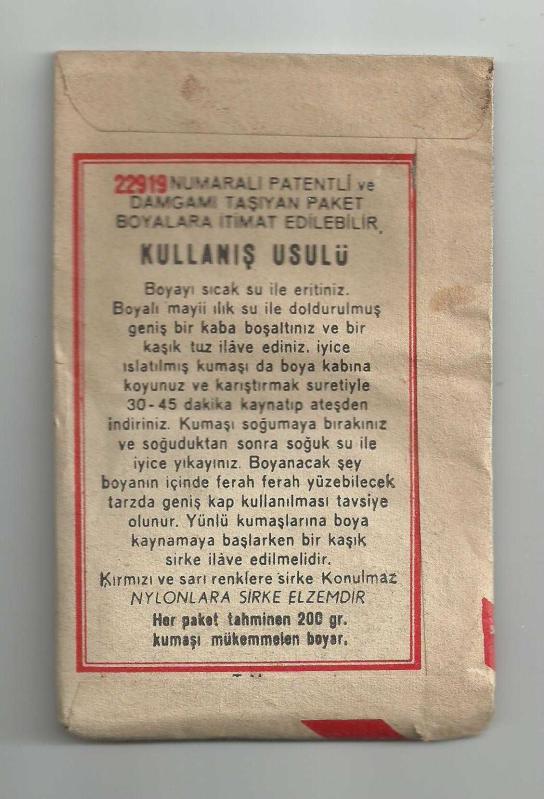 22919 NUMARALI PATENTLİ ve
DAMGAMI TAŞIYAN PAKET
BOYALARA İTİMAT EDİLEBİLİR.
KULLANIŞ USULÜ
Boyayı sıcak su ile eritiniz.
Boyalı mayii ılık su ile doldurulmuş
geniş bir kaba boşaltınız ve bir
kaşık tuz ilâve ediniz. iyice
ıslatılmış kumaşı da boya kabına
koyunuz ve karıştırmak suretiyle
30-45 dakika kaynatıp ateşden
indiriniz. Kumaşı soğumaya bırakınız
ve soğuduktan sonra soğuk su ile
iyice yıkayınız. Boyanacak şey
boyanın içinde ferah ferah yüzebilecek
tarzda geniş kap kullanılması tavsiye
olunur. Yünlü kumaşlarına boya
kaynamaya başlarken bir kaşık
sirke ilâve edilmelidir.
Kırmızı ve sarı renklere sirke Konulmaz
NYLONLARA SİRKE ELZEMDİR
Her paket tahminen 200 gr.
kumaşı mükemmelen boyar.